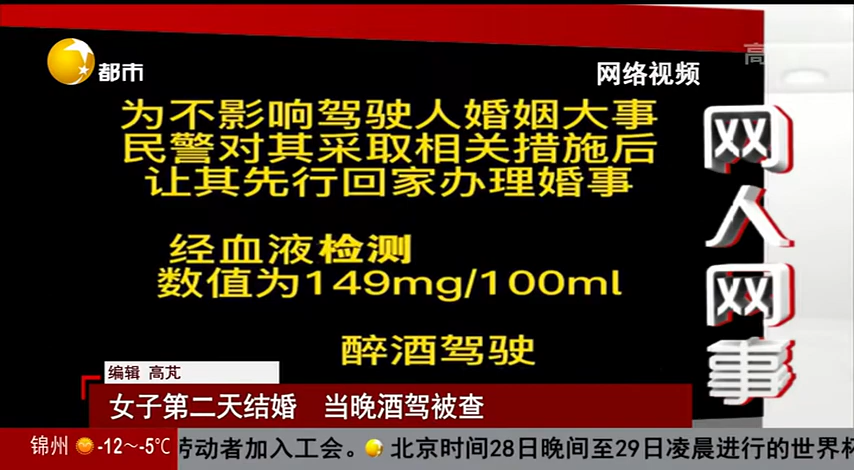 都市
高
网络视频
为不影响驾驶人婚姻大事
民警对其采取相关措施后
让其先行回家办理婚事
经血液检测
数值为149mg/100ml
醉酒驾驶
网人网事
编辑 高芃
女子第二天结婚 当晚酒驾被查
锦州 -12～-5℃
劳动者加入工会。 北京时间28日晚间至29日凌晨进行的世界杯